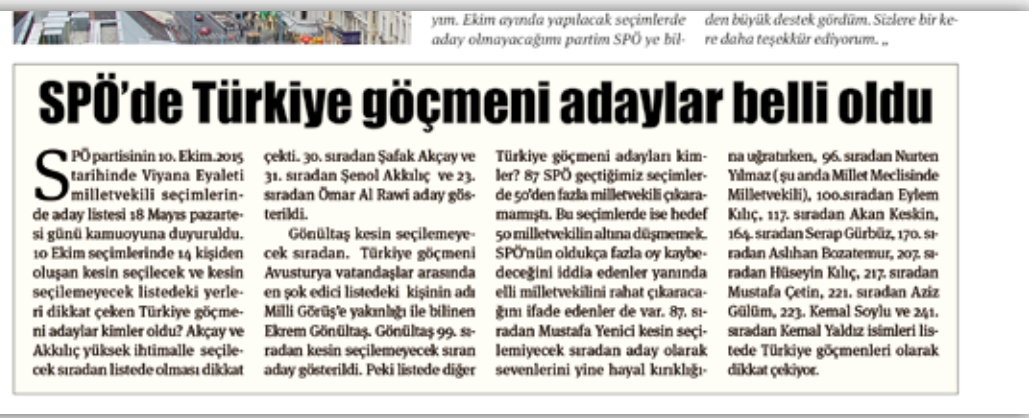 yım. Ekim ayında yapılacak seçimlerde
aday olmayacağımı partim SPÖ ye bil-
den büyük destek gördüm. Sizlere bir ke-
re daha teşekkür ediyorum. „
SPÖ’de Türkiye göçmeni adaylar belli oldu
SPÖ partisinin 10. Ekim.2015
tarihinde Viyana Eyaleti
milletvekili seçimlerin-
de aday listesi 18 Mayıs pazarte-
si günü kamuoyuna duyuruldu.
10 Ekim seçimlerinde 14 kişiden
oluşan kesin seçilecek ve kesin
seçilemeyecek listedeki yerle-
ri dikkat çeken Türkiye göçme-
ni adaylar kimler oldu? Akçay ve
Akkılıç yüksek ihtimalle seçile-
cek sıradan listede olması dikkat
çekti. 30. sıradan Şafak Akçay ve
31. sıradan Şenol Akkılıç ve 23.
sıradan Ömar Al Rawi aday gös-
terildi.
Gönültaş kesin seçilemeye-
cek sıradan. Türkiye göçmeni
Avusturya vatandaşlar arasında
en şok edici listedeki kişinin adı
Milli Görüş’e yakınlığı ile bilinen
Ekrem Gönültaş. Gönültaş 99. sı-
radan kesin seçilemeyecek sıran
aday gösterildi. Peki listede diğer
Türkiye göçmeni adayları kim-
ler? 87 SPÖ geçtiğimiz seçimler-
de 50’den fazla milletvekili çıkara-
mamıştı. Bu seçimlerde ise hedef
50 milletvekilin altına düşmemek.
SPÖ’nün oldukça fazla oy kaybe-
deceğini iddia edenler yanında
elli milletvekilini rahat çıkaraca-
ğını ifade edenler de var. 87. sı-
radan Mustafa Yenici kesin seçi-
lemiyecek sıradan aday olarak
sevenlerini yine hayal kırıklığı-
na uğratırken, 96. sıradan Nurten
Yılmaz ( şu anda Millet Meclisinde
Milletvekili), 100.sıradan Eylem
Kılıç, 117. sıradan Akan Keskin,
164. sıradan Serap Gürbüz, 170. sı-
radan Aslıhan Bozatemur, 207. sı-
radan Hüseyin Kılıç, 217. sıradan
Mustafa Çetin, 221. sıradan Aziz
Gülüm, 223. Kemal Soylu ve 241.
sıradan Kemal Yaldız isimleri lis-
tede Türkiye göçmenleri olarak
dikkat çekiyor.